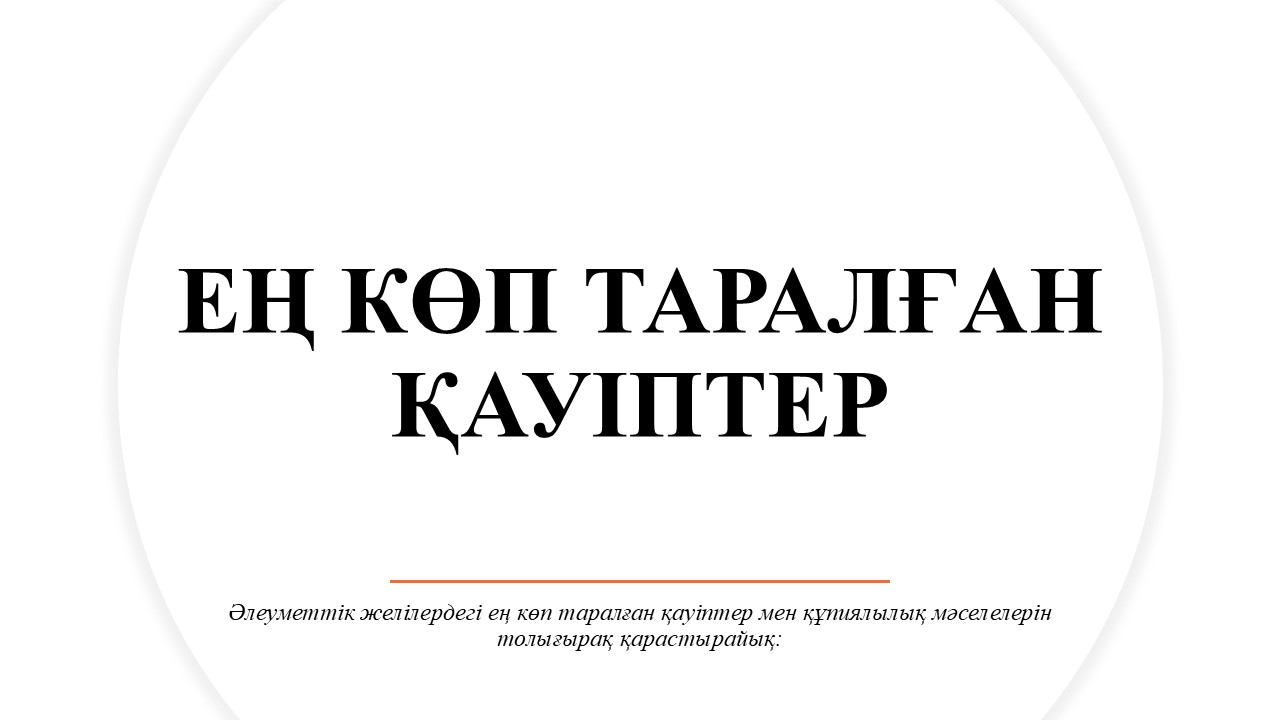 ЕҢ КӨП ТАРАЛҒАН
ҚАУІПТЕР
Әлеуметтік желілердегі ең көп таралған қауіптер мен құпиялылық мәселелерін
толығырақ қарастырайық: